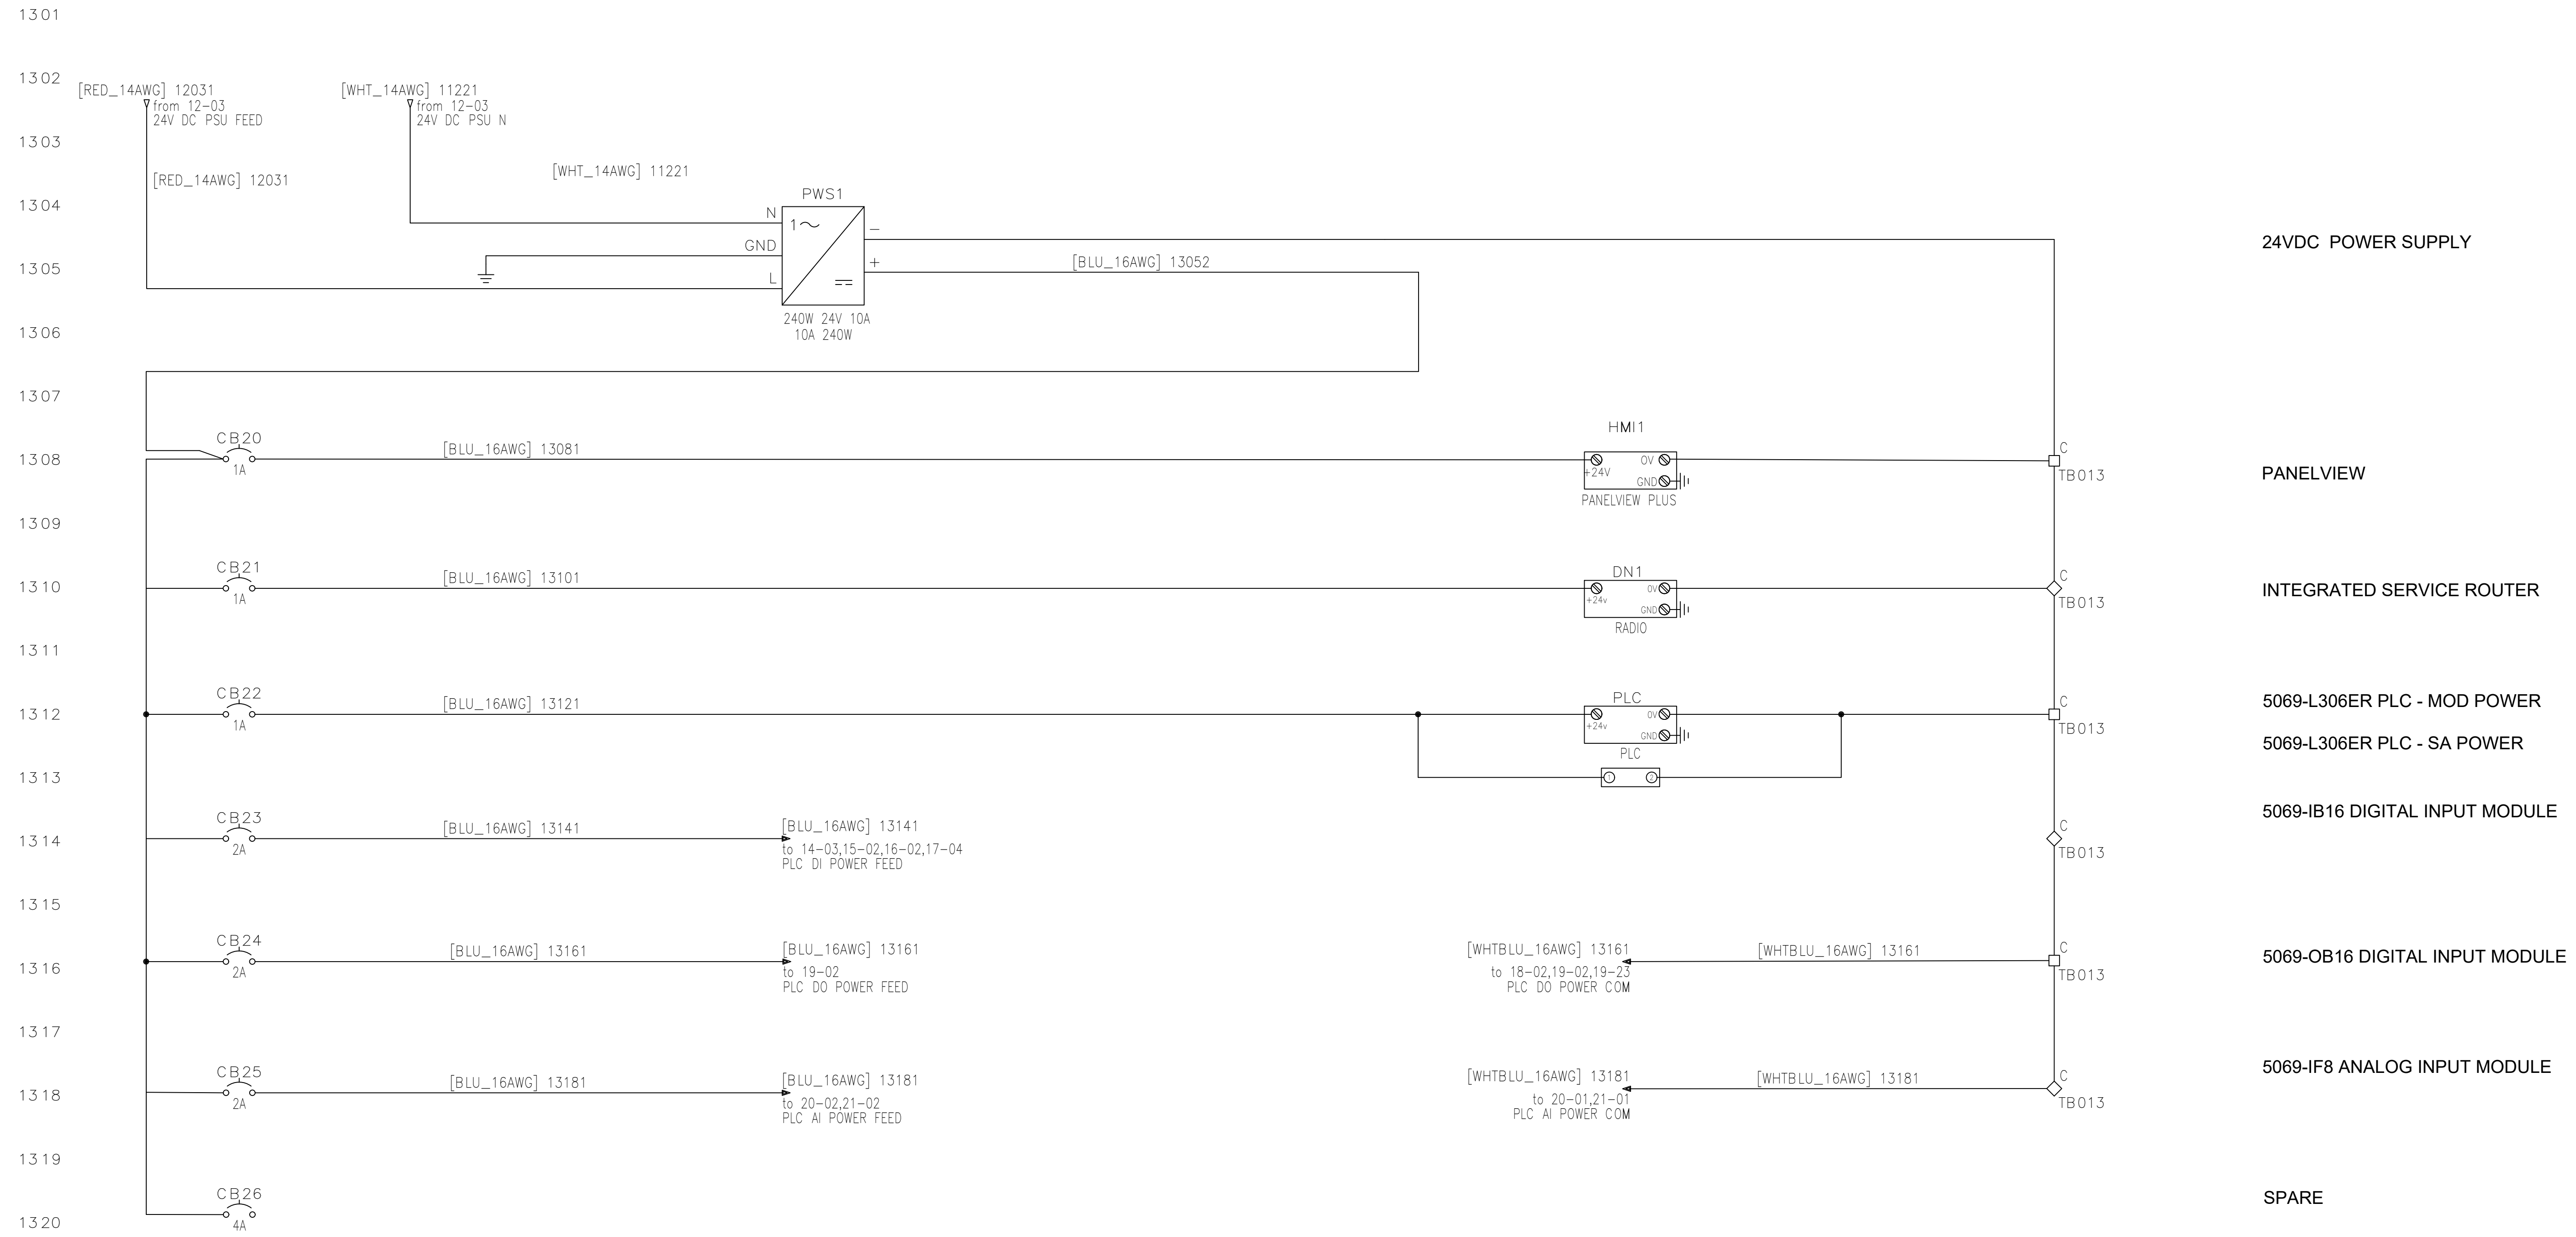 1301
1302
[RED_14AWG] 12031
from 12-03
24V DC PSU FEED
[WHT_14AWG] 11221
from 12-03
24V DC PSU N
1303
[RED_14AWG] 12031
[WHT_14AWG] 11221
1304
PWS1
N
1~
GND
L
-
+
[BLU_16AWG] 13052
24VDC POWER SUPPLY
1305
240W 24V 10A
10A 240W
1306
1307
1308
CB20
1A
[BLU_16AWG] 13081
HMI1
+24V
0V
GND
PANELVIEW PLUS
C
TB013
PANELVIEW
1309
1310
CB21
1A
[BLU_16AWG] 13101
DN1
+24v
0V
GND
RADIO
C
TB013
INTEGRATED SERVICE ROUTER
1311
1312
CB22
1A
[BLU_16AWG] 13121
PLC
+24v
0V
GND
PLC
C
TB013
5069-L306ER PLC - MOD POWER
5069-L306ER PLC - SA POWER
1313
1
2
5069-IB16 DIGITAL INPUT MODULE
1314
CB23
2A
[BLU_16AWG] 13141
[BLU_16AWG] 13141
to 14-03,15-02,16-02,17-04
PLC DI POWER FEED
C
TB013
1315
1316
CB24
2A
[BLU_16AWG] 13161
[BLU_16AWG] 13161
to 19-02
PLC DO POWER FEED
[WHTBLU_16AWG] 13161
to 18-02,19-02,19-23
PLC DO POWER COM
[WHTBLU_16AWG] 13161
C
TB013
5069-OB16 DIGITAL INPUT MODULE
1317
1318
CB25
2A
[BLU_16AWG] 13181
[BLU_16AWG] 13181
to 20-02,21-02
PLC AI POWER FEED
[WHTBLU_16AWG] 13181
to 20-01,21-01
PLC AI POWER COM
[WHTBLU_16AWG] 13181
C
TB013
5069-IF8 ANALOG INPUT MODULE
1319
1320
CB26
4A
SPARE